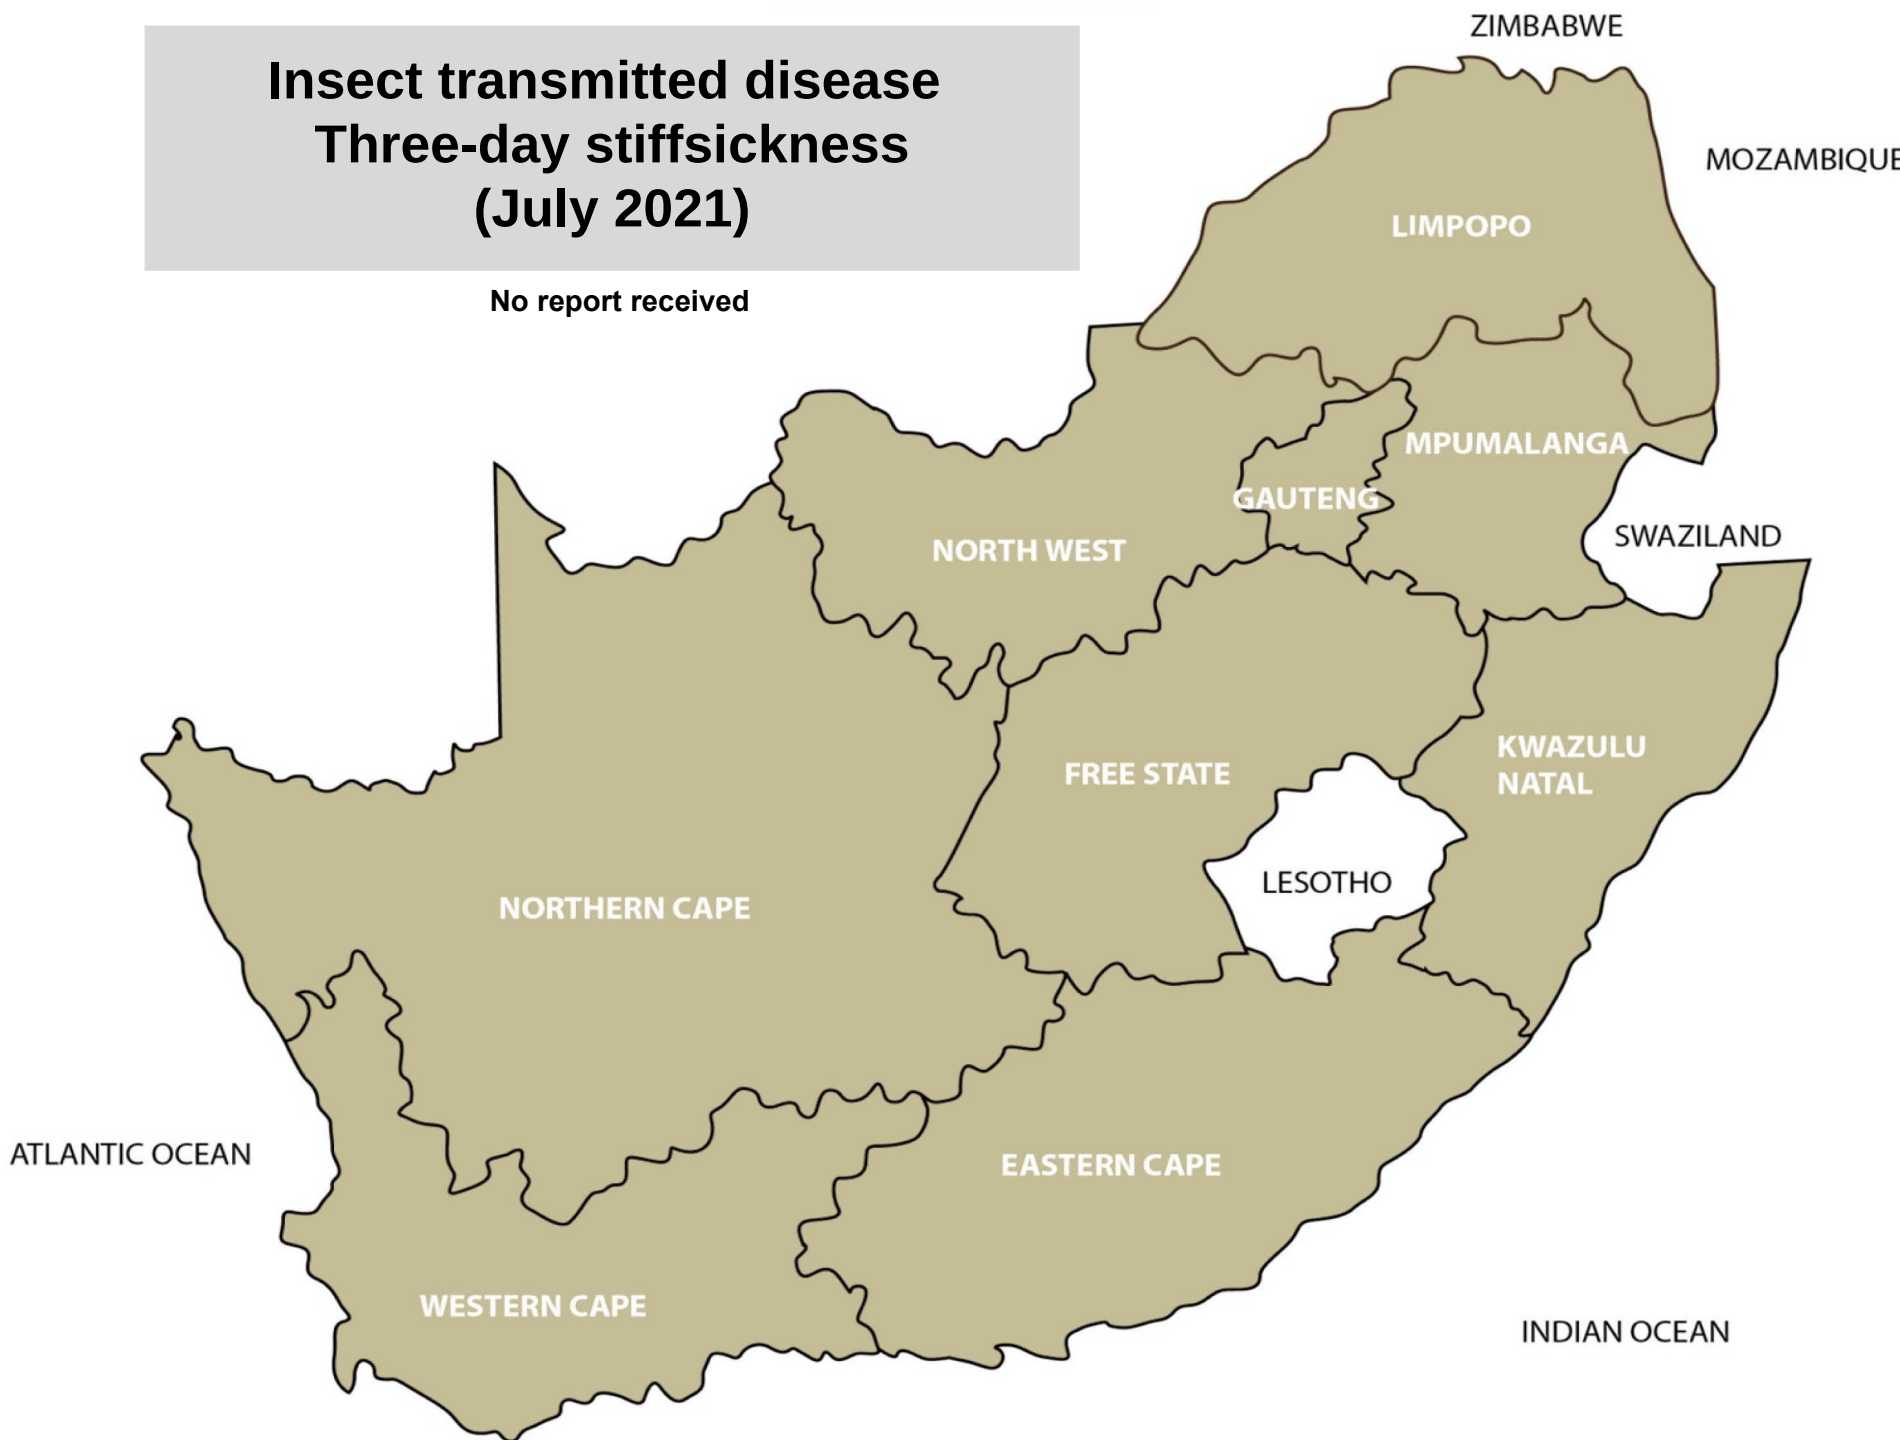 Insect transmitted disease
Three-day stiffsickness
(July 2021)
No report received
ZIMBABWE
MOZAMBIQUE
LIMPOPO
MPUMALANGA
GAUTENG
SWAZILAND
NORTH WEST
KWAZULU
NATAL
FREE STATE
LESOTHO
NORTHERN CAPE
ATLANTIC OCEAN
EASTERN CAPE
WESTERN CAPE
INDIAN OCEAN